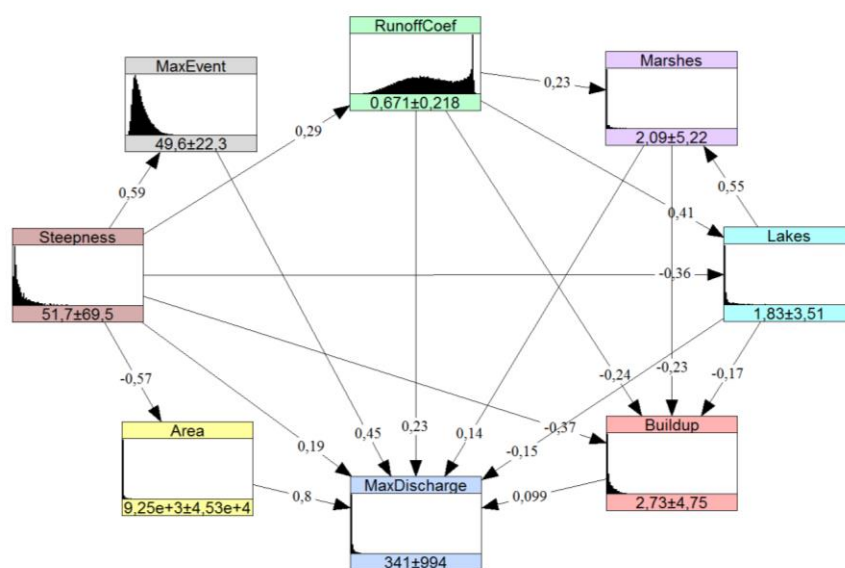 RunoffCoef
0,671±0,218
MaxEvent
49,6±22,3
Marshes
2,09±5,22
0,23
0,29
0,59
0,41
0,55
Steepness
51,7±69,5
Lakes
1,83±3,51
-0,36
-0,57
-0,24
-0,23
-0,17
Area
9,25e+3±4,53e+4
0,19
0,45
0,23
0,14
-0,15
-0,37
Buildup
2,73±4,75
0,8
0,099
MaxDischarge
341±994